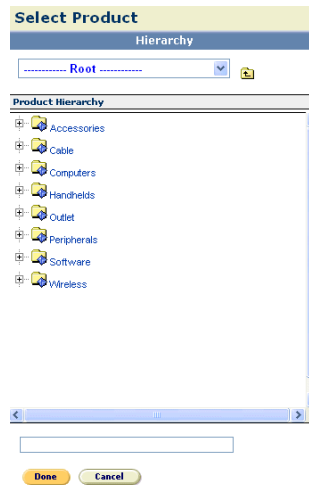 Select Product
Hierarchy
------------ Root ------------
Product Hierarchy
Accessories
Cable
Computers
Handhelds
Outlet
Peripherals
Software
Wireless
Done Cancel